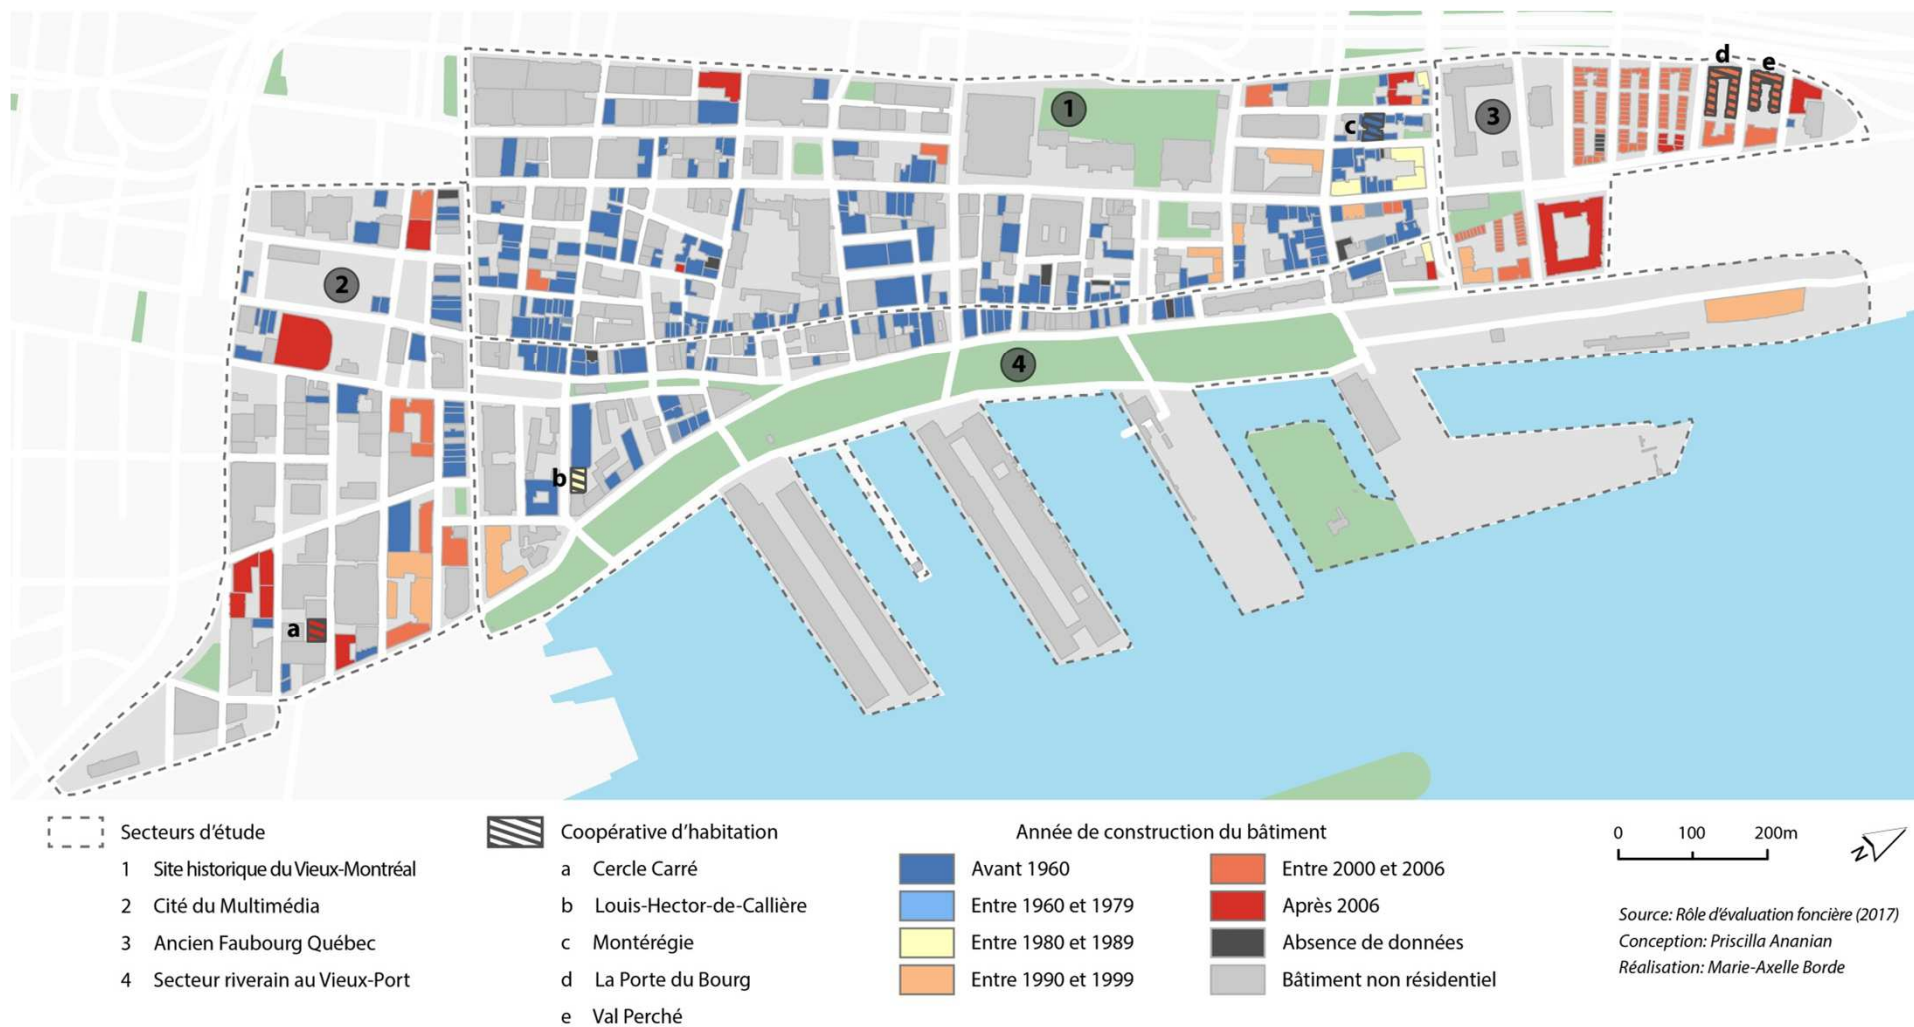 d
e
1
3
c
2
4
b
a
Secteurs d'étude
1 Site historique du Vieux-Montréal
2 Cité du Multimédia
3 Ancien Faubourg Québec
4 Secteur riverain au Vieux-Port
Coopérative d'habitation
a Cercle Carré
b Louis-Hector-de-Callière
c Montérégie
d La Porte du Bourg
e Val Perché
Année de construction du bâtiment
Avant 1960
Entre 1960 et 1979
Entre 1980 et 1989
Entre 1990 et 1999
Entre 2000 et 2006
Après 2006
Absence de données
Bâtiment non résidentiel
0 100 200m
N
Source: Rôle d'évaluation foncière (2017)
Conception: Priscilla Ananian
Réalisation: Marie-Axelle Borde